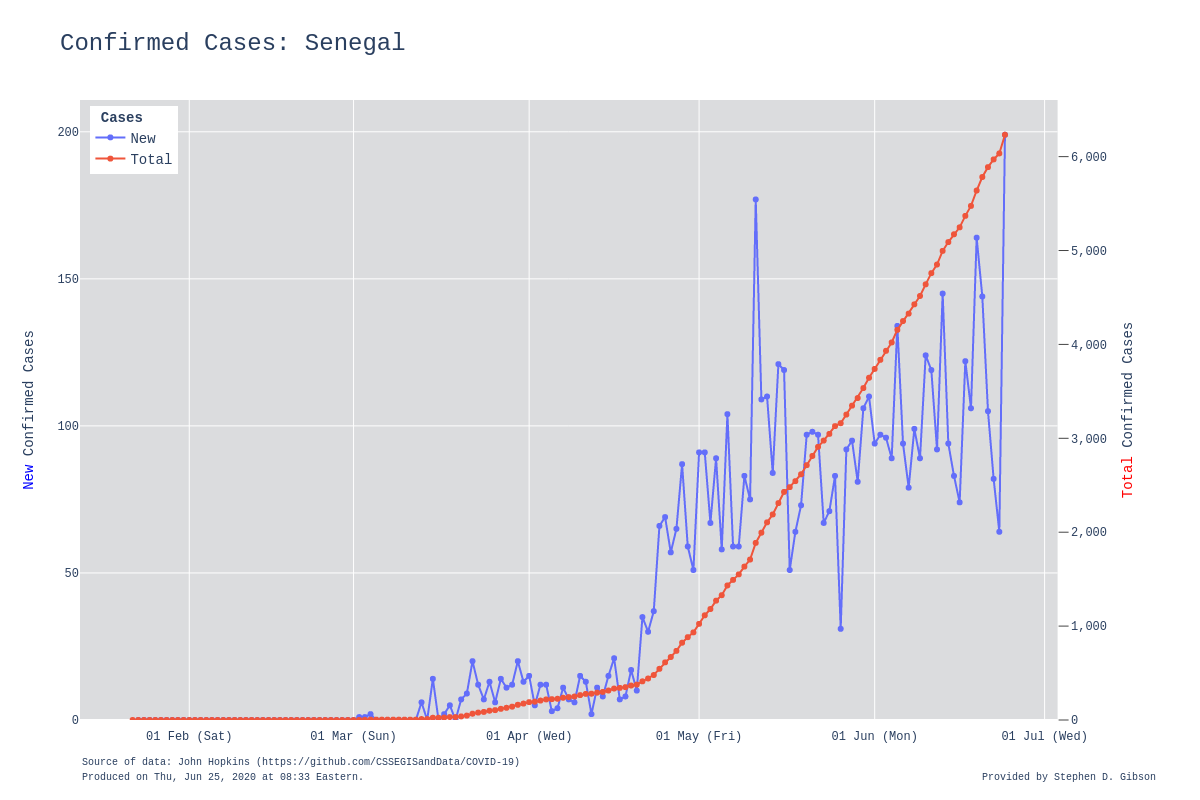 Confirmed Cases: Senegal
Cases
New
Total
200
150
100
50
0
New Confirmed Cases
6,000
5,000
4,000
3,000
2,000
1,000
0
Total Confirmed Cases
01 Feb (Sat)
01 Mar (Sun)
01 Apr (Wed)
01 May (Fri)
01 Jun (Mon)
01 Jul (Wed)
Source of data: John Hopkins (https://github.com/CSSEGISandData/COVID-19)
Produced on Thu, Jun 25, 2020 at 08:33 Eastern.
Provided by Stephen D. Gibson